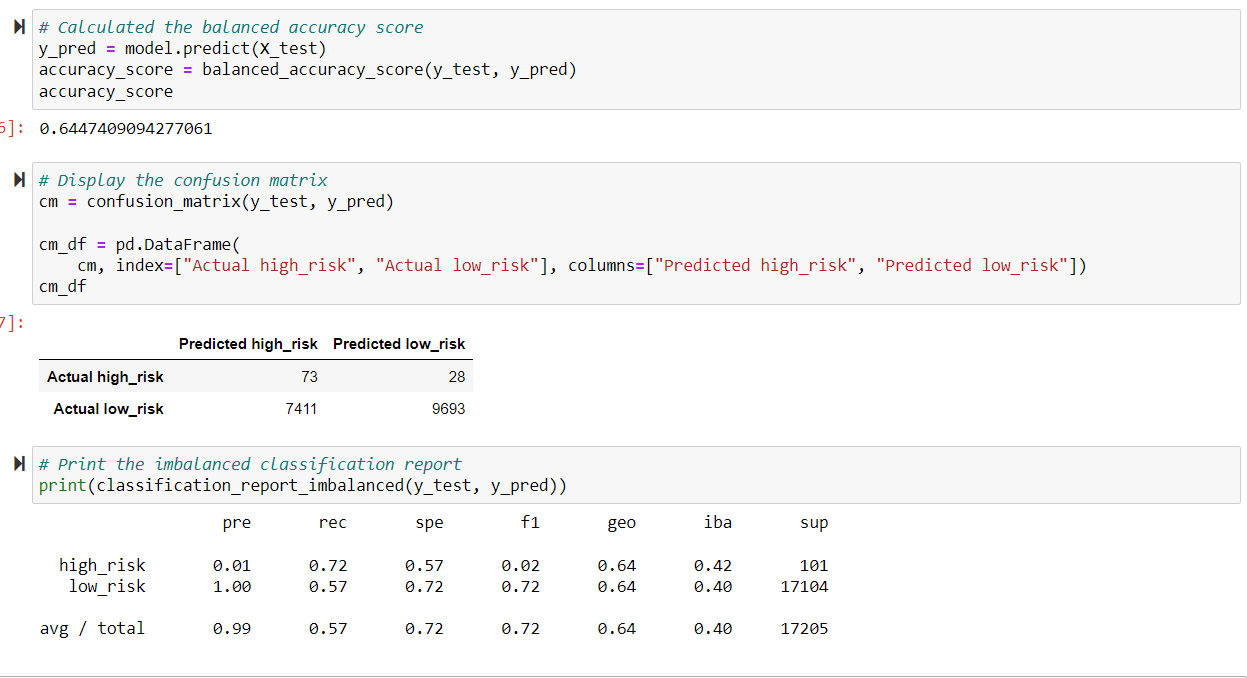 # Calculated the balanced accuracy score
y_pred = model.predict(X_test)
accuracy_score = balanced_accuracy_score(y_test, y_pred)
accuracy_score
6]: 0.6447409094277061
# Display the confusion matrix
cm = confusion_matrix(y_test, y_pred)
cm_df = pd.DataFrame(
cm, index=["Actual high_risk", "Actual low_risk"], columns=["Predicted high_risk", "Predicted low_risk"])
cm_df
7]:
Predicted high_risk Predicted low_risk
Actual high_risk 73 28
Actual low_risk 7411 9693
# Print the imbalanced classification report
print(classification_report_imbalanced(y_test, y_pred))
pre rec spe f1 geo iba sup
high_risk 0.01 0.72 0.57 0.02 0.64 0.42 101
low_risk 1.00 0.57 0.72 0.72 0.64 0.40 17104
avg / total 0.99 0.57 0.72 0.72 0.64 0.40 17205